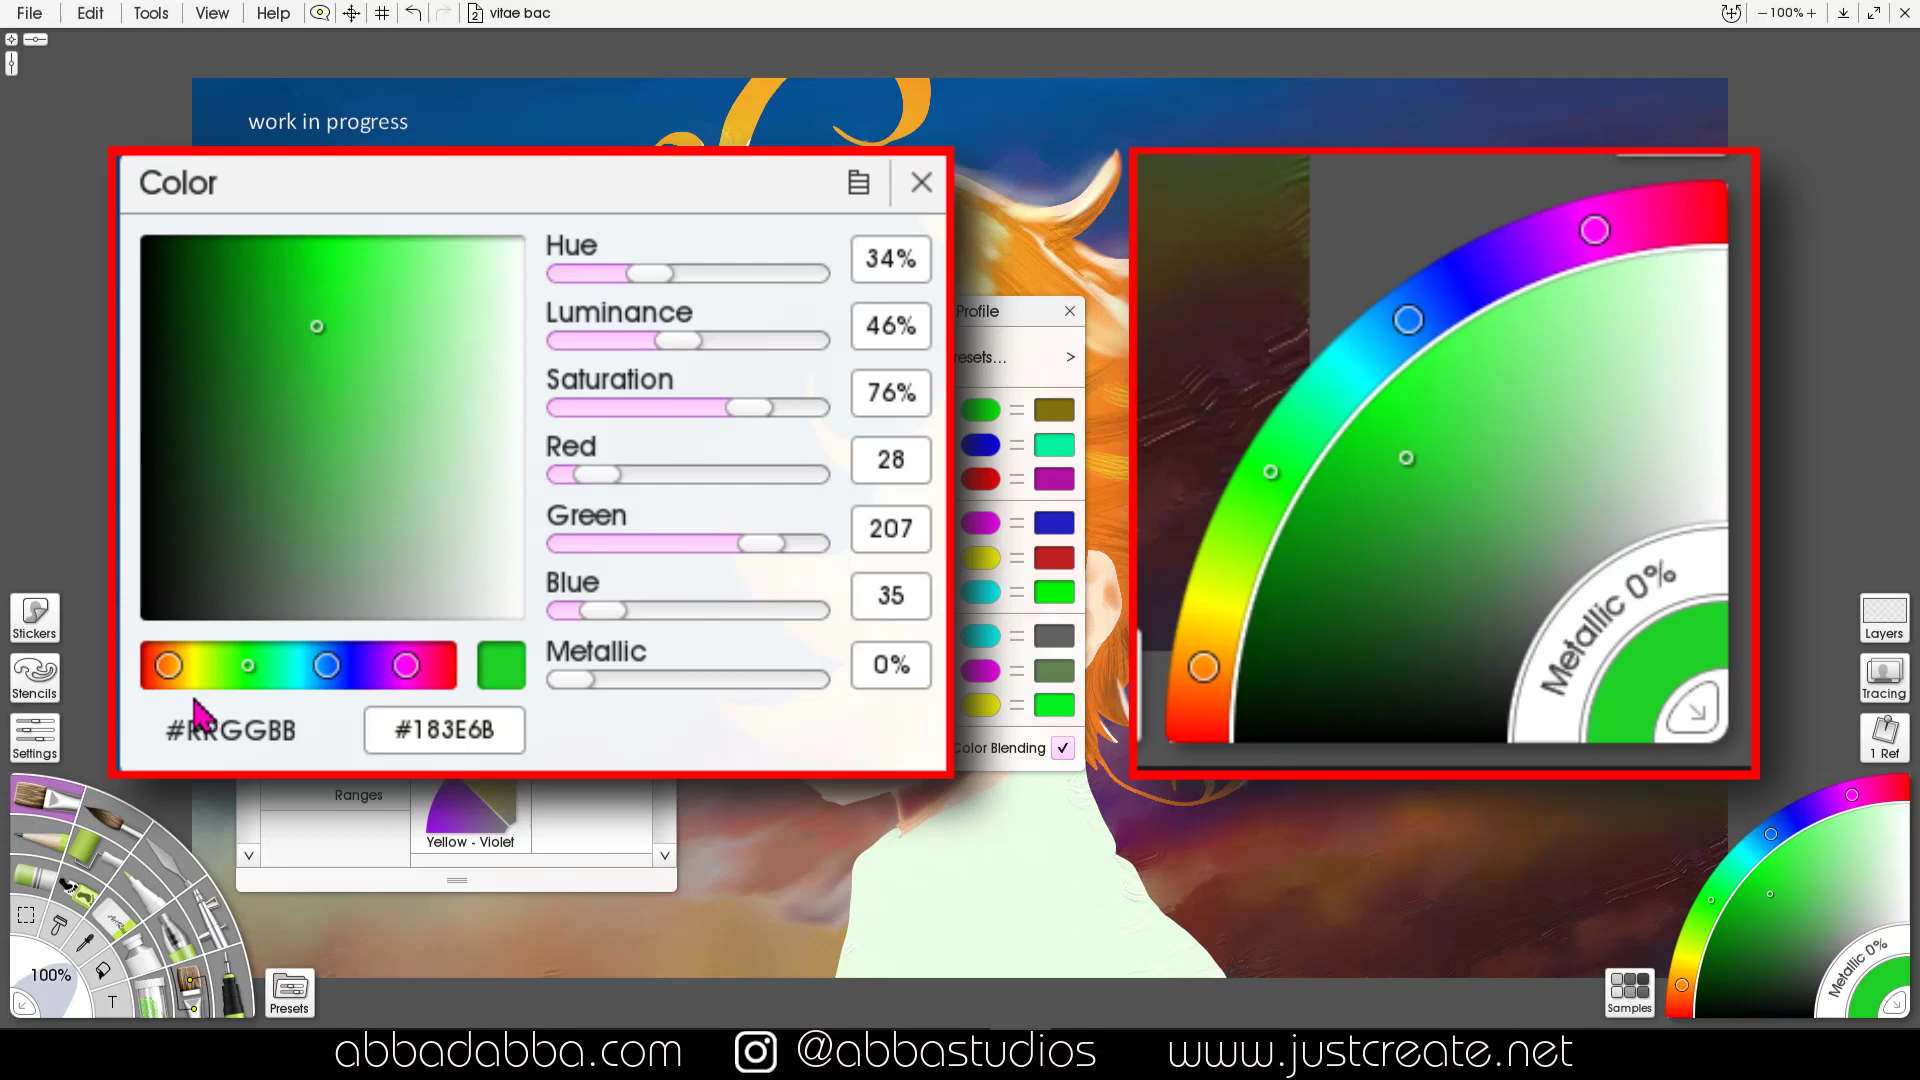 File Edit Tools View Help 2 vitae bac
100%
work in progress
Color
Hue 34%
Luminance 46%
Saturation 76%
Red 28
Green 207
Blue 35
Metallic 0%
#RRGGBB #183E6B
Profile
resets...
Color Blending
Metallic 0%
Stickers
Stencils
Settings
Layers
Tracing
1 Ref
Ranges
Yellow - Violet
100%
T
Presets
Samples
Metallic 0%
abbadabba.com @abbastudios www.justcreate.net